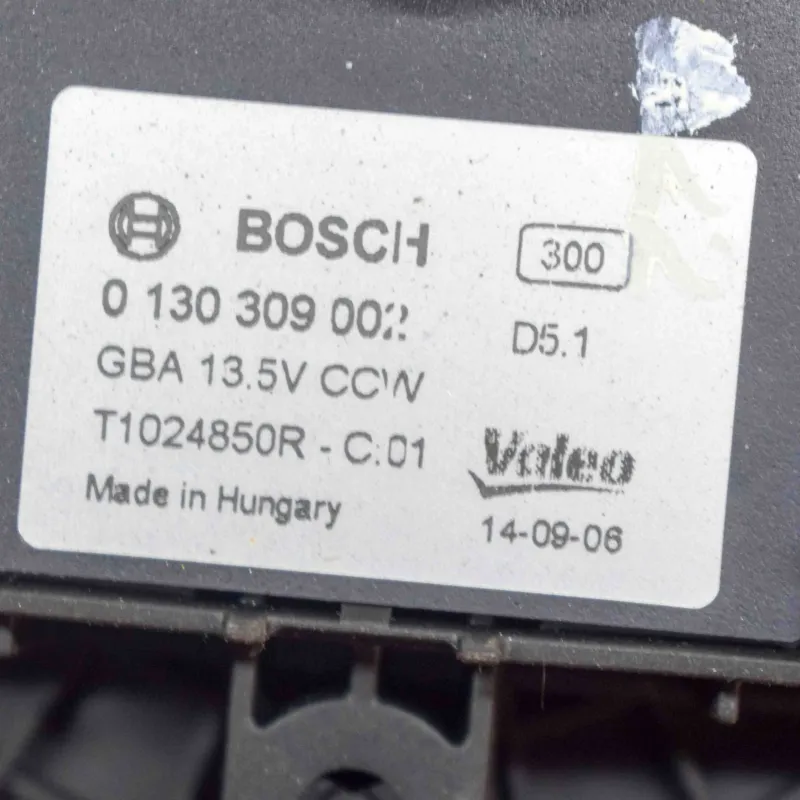 BOSCH
300
0 130 309 002
D5.1
GBA 13.5V CCW
T1024850R - C:01
Valeo
Made in Hungary
14-09-06